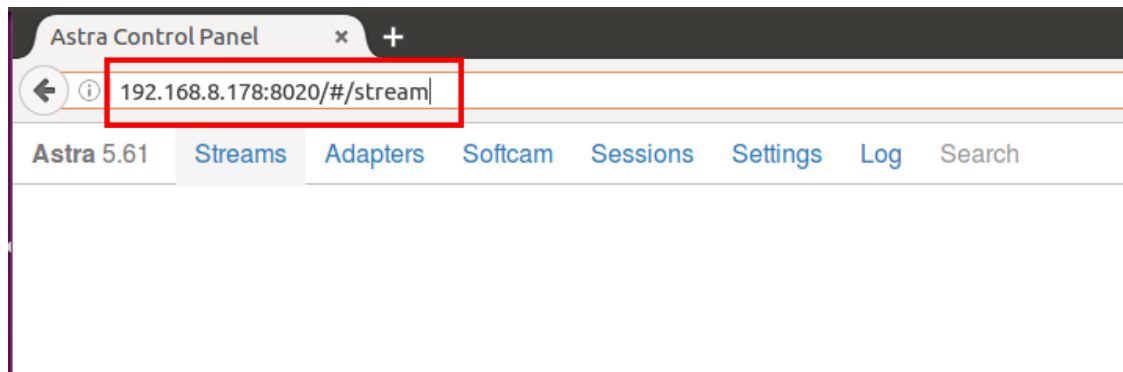 Astra Control Panel × +
192.168.8.178:8020/#/stream
Astra 5.61 Streams Adapters Softcam Sessions Settings Log Search